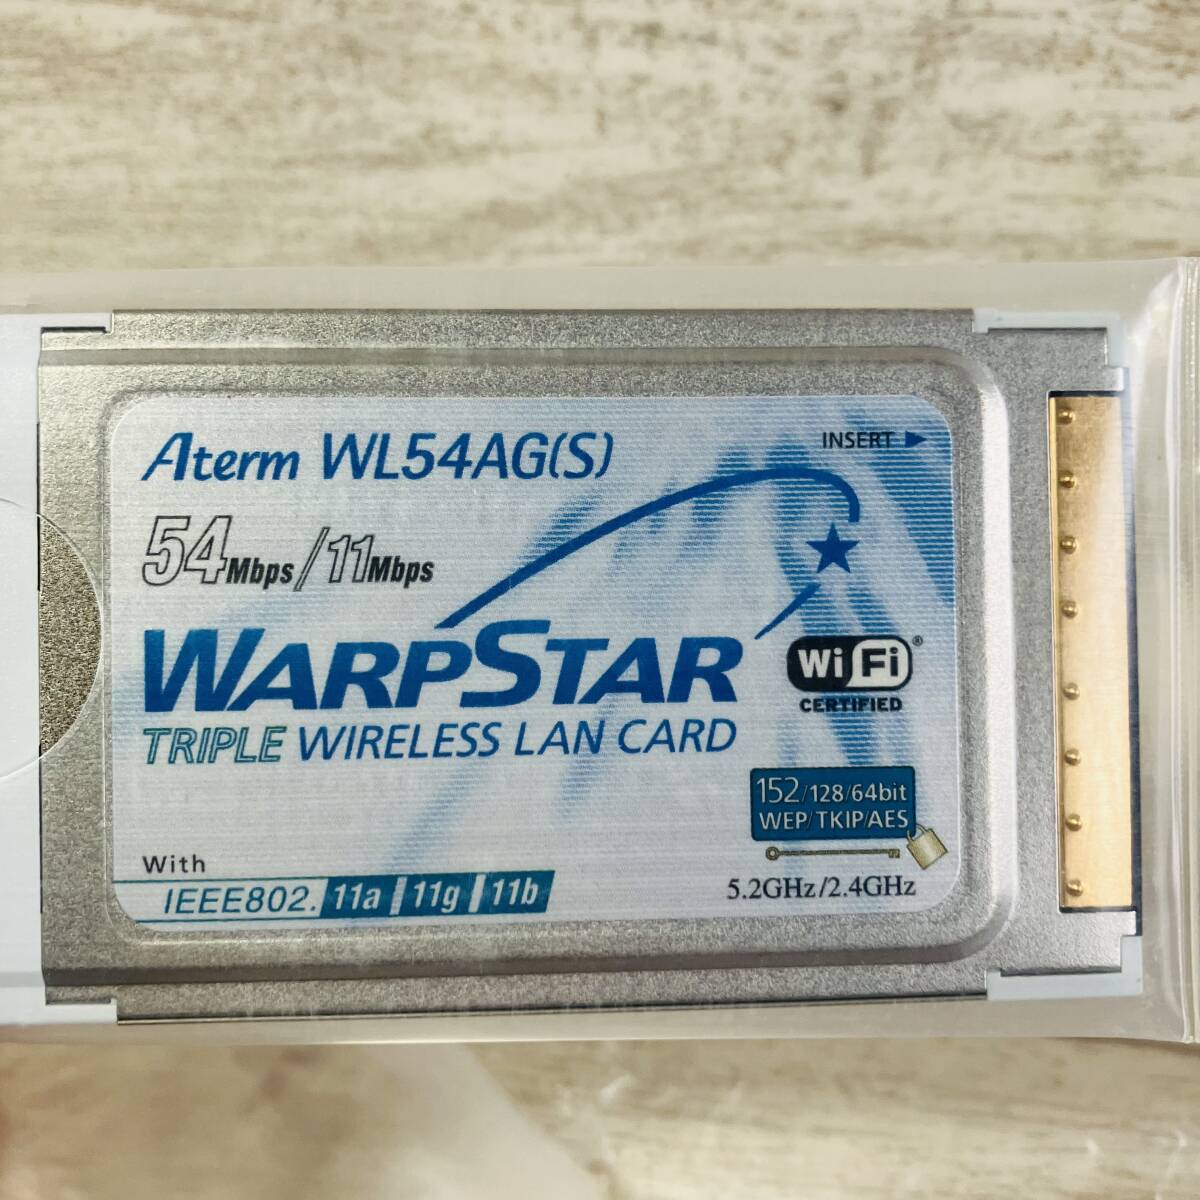 Aterm WL54AG(S)
INSERT ▶
54Mbps/11Mbps
WARPSTAR
TRIPLE WIRELESS LAN CARD
Wi Fi ®
CERTIFIED
152/128/64bit
WEP/TKIP/AES
With
IEEE802.11a 11g 11b
5.2GHz/2.4GHz